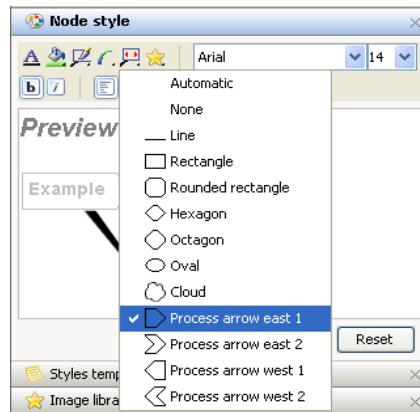 Node style
A
Arial
14
b i
Automatic
None
Line
Rectangle
Rounded rectangle
Hexagon
Octagon
Oval
Cloud
Process arrow east 1
Process arrow east 2
Process arrow west 1
Process arrow west 2
Preview
Example
Reset
Styles temp
Image libra